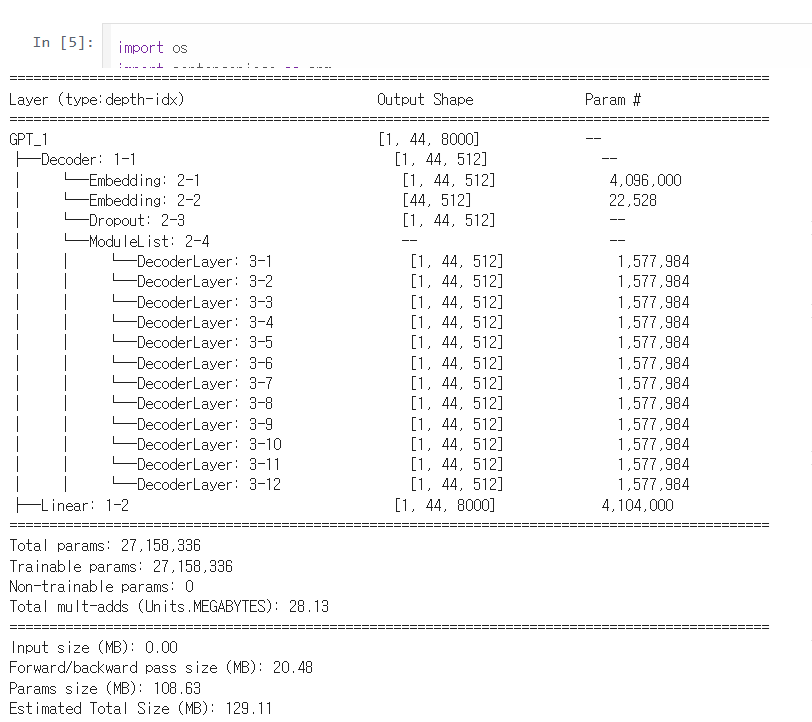 In [5]:
import os
================================================================================
Layer (type:depth-idx) Output Shape Param #
================================================================================
GPT_1 [1, 44, 8000] --
├─Decoder: 1-1 [1, 44, 512] --
│ └─Embedding: 2-1 [1, 44, 512] 4,096,000
│ └─Embedding: 2-2 [44, 512] 22,528
│ └─Dropout: 2-3 [1, 44, 512] --
│ └─ModuleList: 2-4 -- --
│ │ └─DecoderLayer: 3-1 [1, 44, 512] 1,577,984
│ │ └─DecoderLayer: 3-2 [1, 44, 512] 1,577,984
│ │ └─DecoderLayer: 3-3 [1, 44, 512] 1,577,984
│ │ └─DecoderLayer: 3-4 [1, 44, 512] 1,577,984
│ │ └─DecoderLayer: 3-5 [1, 44, 512] 1,577,984
│ │ └─DecoderLayer: 3-6 [1, 44, 512] 1,577,984
│ │ └─DecoderLayer: 3-7 [1, 44, 512] 1,577,984
│ │ └─DecoderLayer: 3-8 [1, 44, 512] 1,577,984
│ │ └─DecoderLayer: 3-9 [1, 44, 512] 1,577,984
│ │ └─DecoderLayer: 3-10 [1, 44, 512] 1,577,984
│ │ └─DecoderLayer: 3-11 [1, 44, 512] 1,577,984
│ │ └─DecoderLayer: 3-12 [1, 44, 512] 1,577,984
├─Linear: 1-2 [1, 44, 8000] 4,104,000
================================================================================
Total params: 27,158,336
Trainable params: 27,158,336
Non-trainable params: 0
Total mult-adds (Units.MEGABYTES): 28.13
================================================================================
Input size (MB): 0.00
Forward/backward pass size (MB): 20.48
Params size (MB): 108.63
Estimated Total Size (MB): 129.11